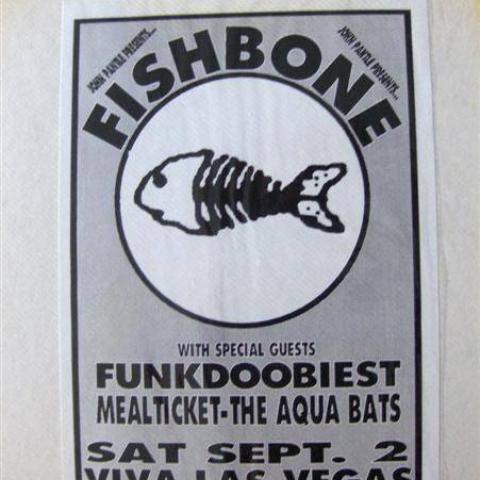 JOHN PANTLE PRESENTS...
JOHN PANTLE PRESENTS...
FISHBONE
WITH SPECIAL GUESTS
FUNKDOOBIEST
MEALTICKET-THE AQUA BATS
SAT SEPT. 2
VIVA LAS VEGAS